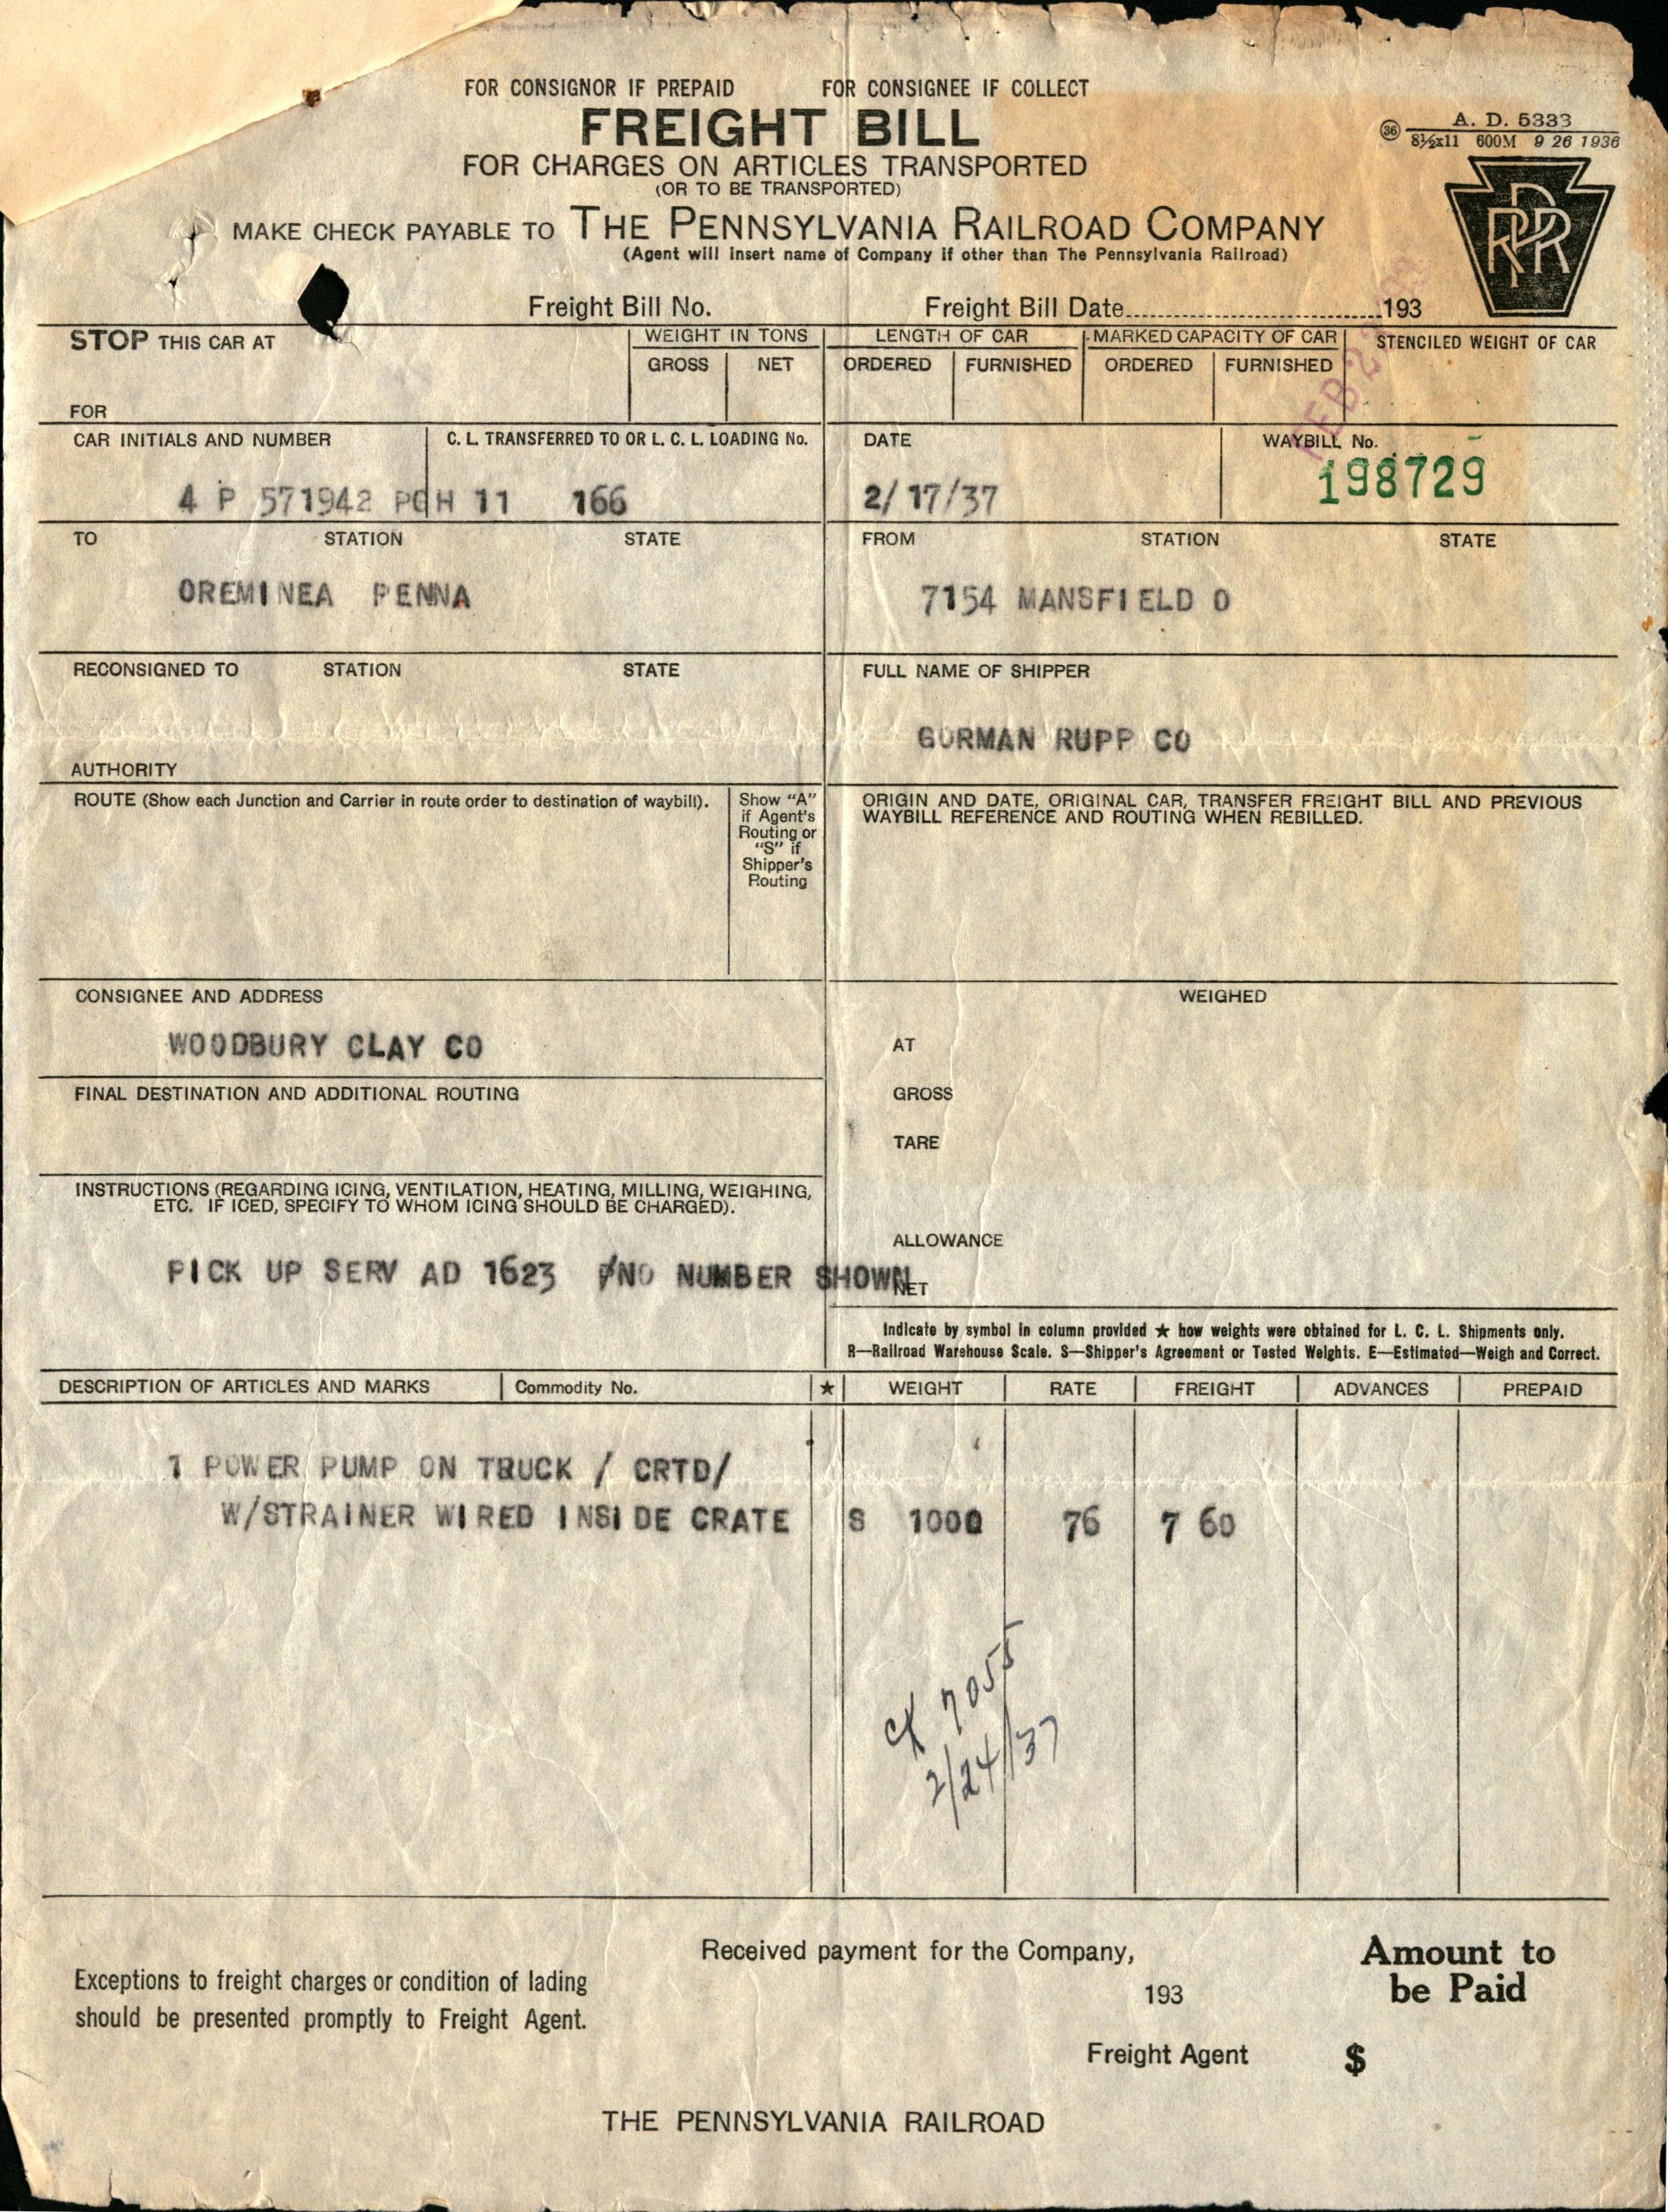 FOR CONSIGNOR IF PREPAID FOR CONSIGNEE IF COLLECT
FREIGHT BILL
FOR CHARGES ON ARTICLES TRANSPORTED
(OR TO BE TRANSPORTED)
MAKE CHECK PAYABLE TO THE PENNSYLVANIA RAILROAD COMPANY
(Agent will insert name of Company if other than The Pennsylvania Railroad)
36 A. D. 5333
8½x11 600M 9 26 1936
PRR
Freight Bill No. Freight Bill Date 193
STOP THIS CAR AT
FOR
WEIGHT IN TONS
GROSS NET
LENGTH OF CAR
ORDERED FURNISHED
MARKED CAPACITY OF CAR
ORDERED FURNISHED
STENCILED WEIGHT OF CAR
FEB
CAR INITIALS AND NUMBER C. L. TRANSFERRED TO OR L. C. L. LOADING No.
4 P 571942 PGH 11 166
DATE
2/17/37
WAYBILL No.
198729
TO STATION STATE
OREMINEA PENNA
FROM STATION STATE
7154 MANSFIELD O
RECONSIGNED TO STATION STATE
AUTHORITY
FULL NAME OF SHIPPER
GORMAN RUPP CO
ROUTE (Show each Junction and Carrier in route order to destination of waybill).
Show "A"
if Agent's
Routing or
"S" if
Shipper's
Routing
ORIGIN AND DATE, ORIGINAL CAR, TRANSFER FREIGHT BILL AND PREVIOUS
WAYBILL REFERENCE AND ROUTING WHEN REBILLED.
CONSIGNEE AND ADDRESS
WOODBURY CLAY CO
FINAL DESTINATION AND ADDITIONAL ROUTING
WEIGHED
AT
GROSS
TARE
ALLOWANCE
NET
INSTRUCTIONS (REGARDING ICING, VENTILATION, HEATING, MILLING, WEIGHING,
ETC. IF ICED, SPECIFY TO WHOM ICING SHOULD BE CHARGED).
PICK UP SERV AD 1623 /NO NUMBER SHOWN
Indicate by symbol in column provided ★ how weights were obtained for L. C. L. Shipments only.
R—Railroad Warehouse Scale. S—Shipper's Agreement or Tested Weights. E—Estimated—Weigh and Correct.
DESCRIPTION OF ARTICLES AND MARKS Commodity No. ★ WEIGHT RATE FREIGHT ADVANCES PREPAID
1 POWER PUMP ON TRUCK / CRTD/
W/STRAINER WIRED INSIDE CRATE S 1000 76 7 60
ck 7055
2/24/37
Received payment for the Company,
193
Freight Agent
Amount to
be Paid
$
Exceptions to freight charges or condition of lading
should be presented promptly to Freight Agent.
THE PENNSYLVANIA RAILROAD